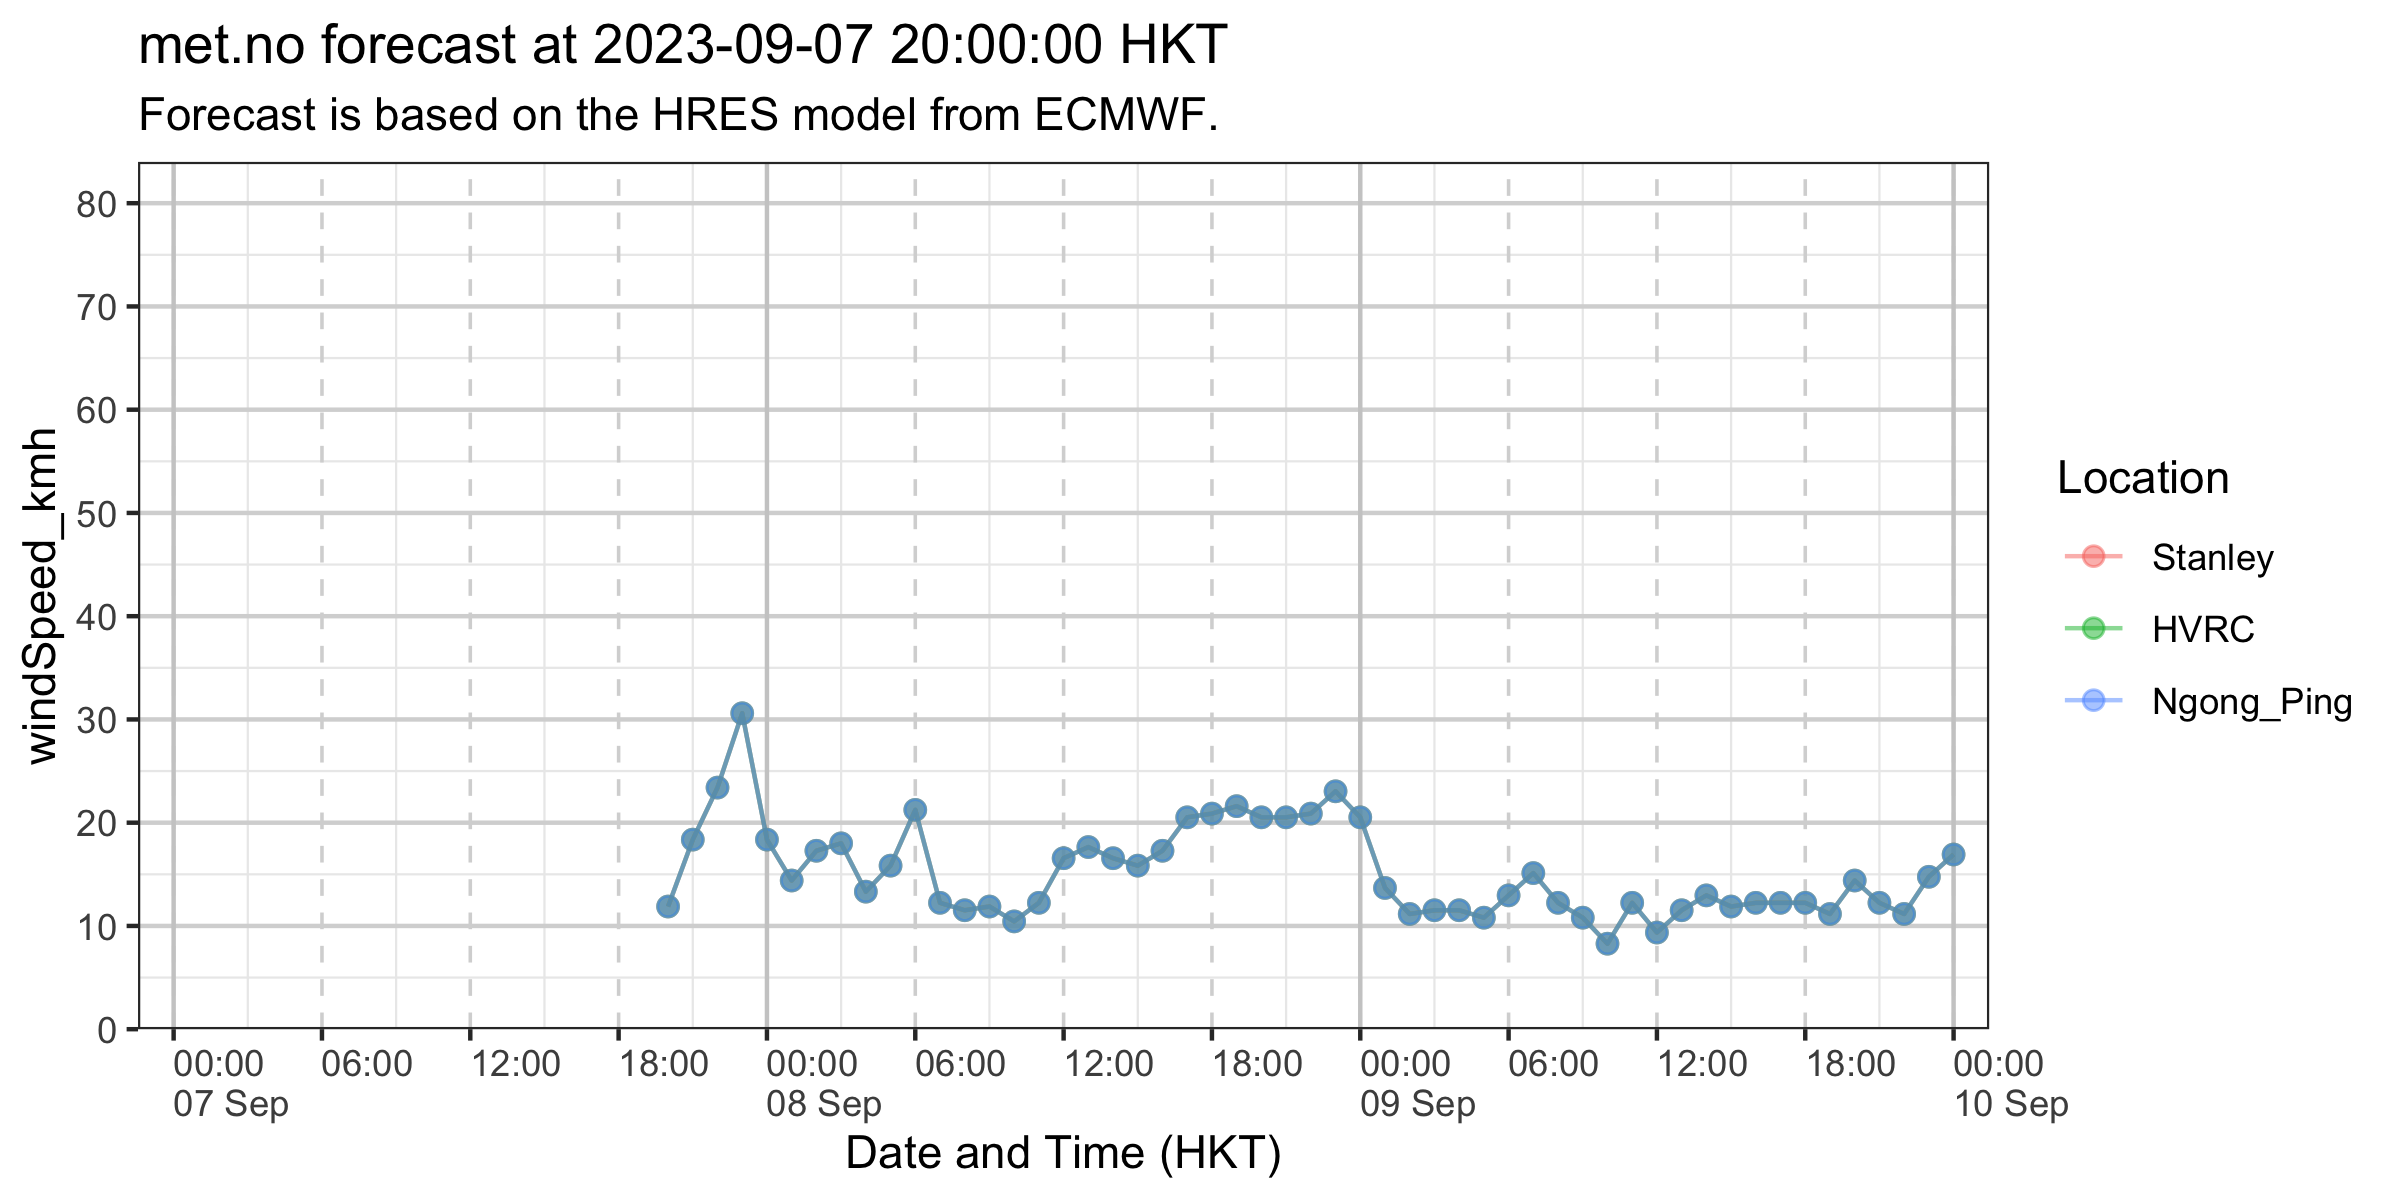 met.no forecast at 2023-09-07 20:00:00 HKT
Forecast is based on the HRES model from ECMWF.
windSpeed_kmh
80
70
60
50
40
30
20
10
0
00:00 06:00 12:00 18:00 00:00 06:00 12:00 18:00 00:00 06:00 12:00 18:00 00:00
07 Sep 08 Sep 09 Sep 10 Sep
Date and Time (HKT)
Location
Stanley
HVRC
Ngong_Ping